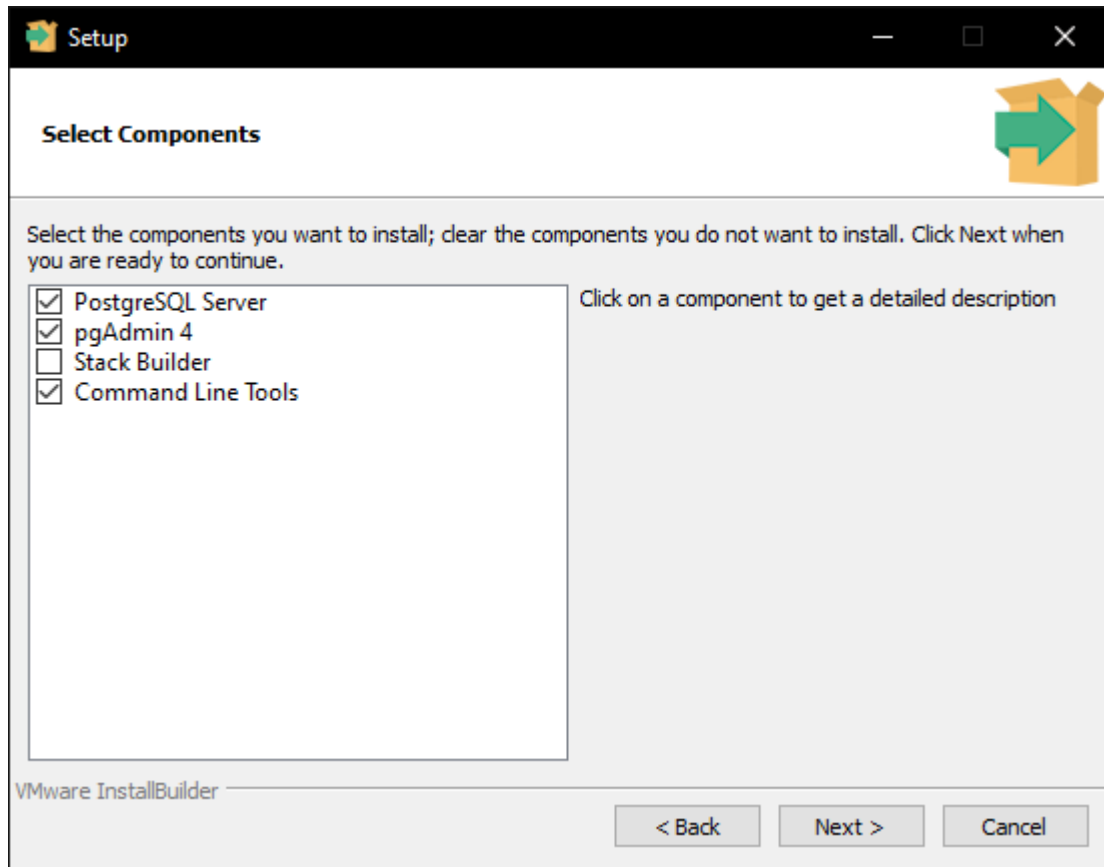 Setup
Select Components
Select the components you want to install; clear the components you do not want to install. Click Next when
you are ready to continue.
PostgreSQL Server
pgAdmin 4
Stack Builder
Command Line Tools
Click on a component to get a detailed description
VMware InstallBuilder
< Back
Next >
Cancel